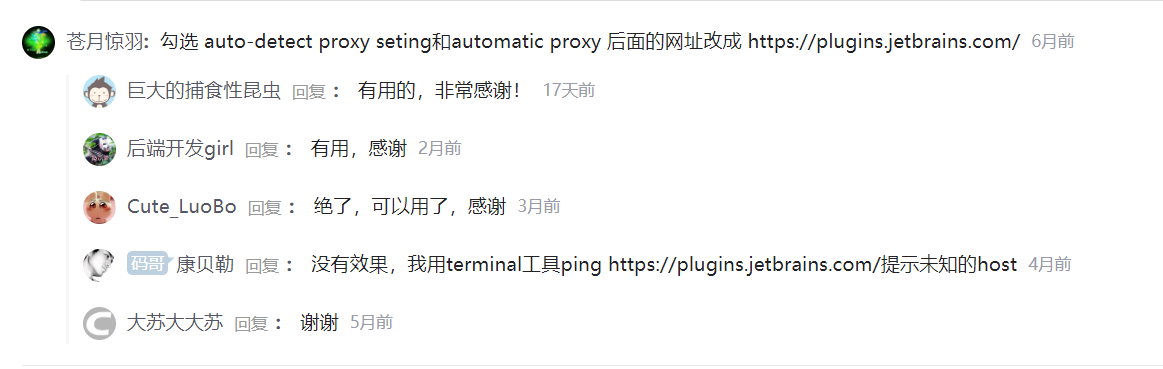 苍月惊羽: 勾选 auto-detect proxy seting和automatic proxy 后面的网址改成 https://plugins.jetbrains.com/ 6月前
巨大的捕食性昆虫 回复 : 有用的，非常感谢！ 17天前
后端开发girl 回复 : 有用，感谢 2月前
Cute_LuoBo 回复 : 绝了，可以用了，感谢 3月前
码哥 康贝勒 回复 : 没有效果，我用terminal工具ping https://plugins.jetbrains.com/提示未知的host 4月前
大苏大大苏 回复 : 谢谢 5月前